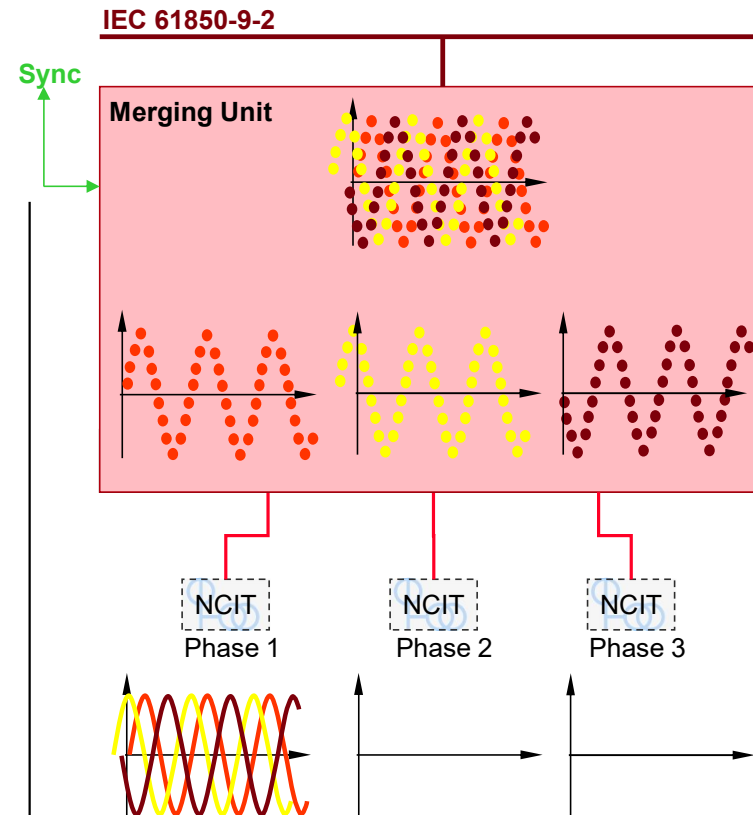 IEC 61850-9-2
Sync
Merging Unit
NCIT
NCIT
NCIT
Phase 1
Phase 2
Phase 3